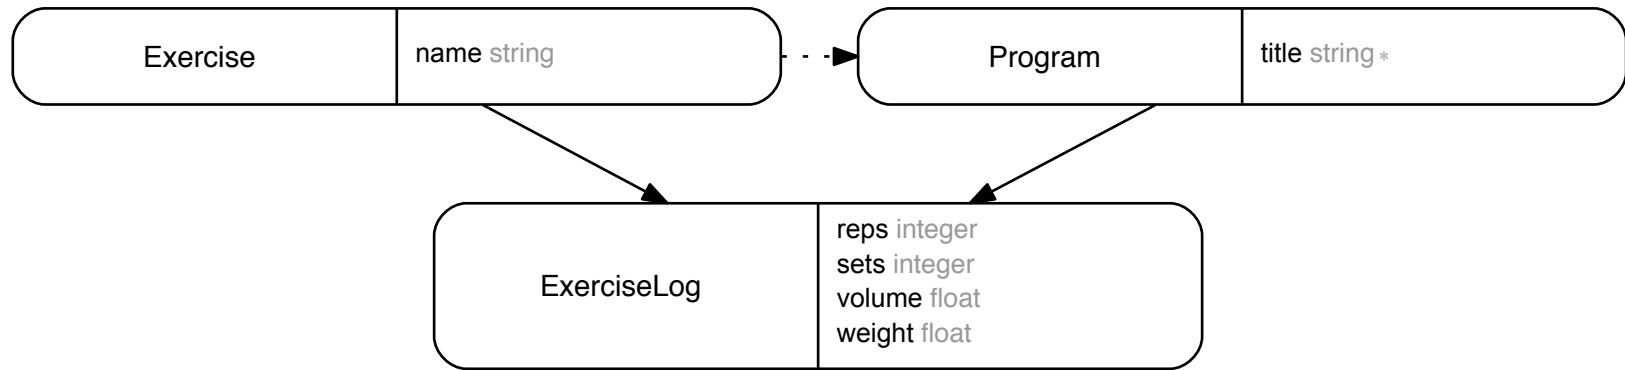 Exercise
name string
Program
title string *
ExerciseLog
reps integer
sets integer
volume float
weight float